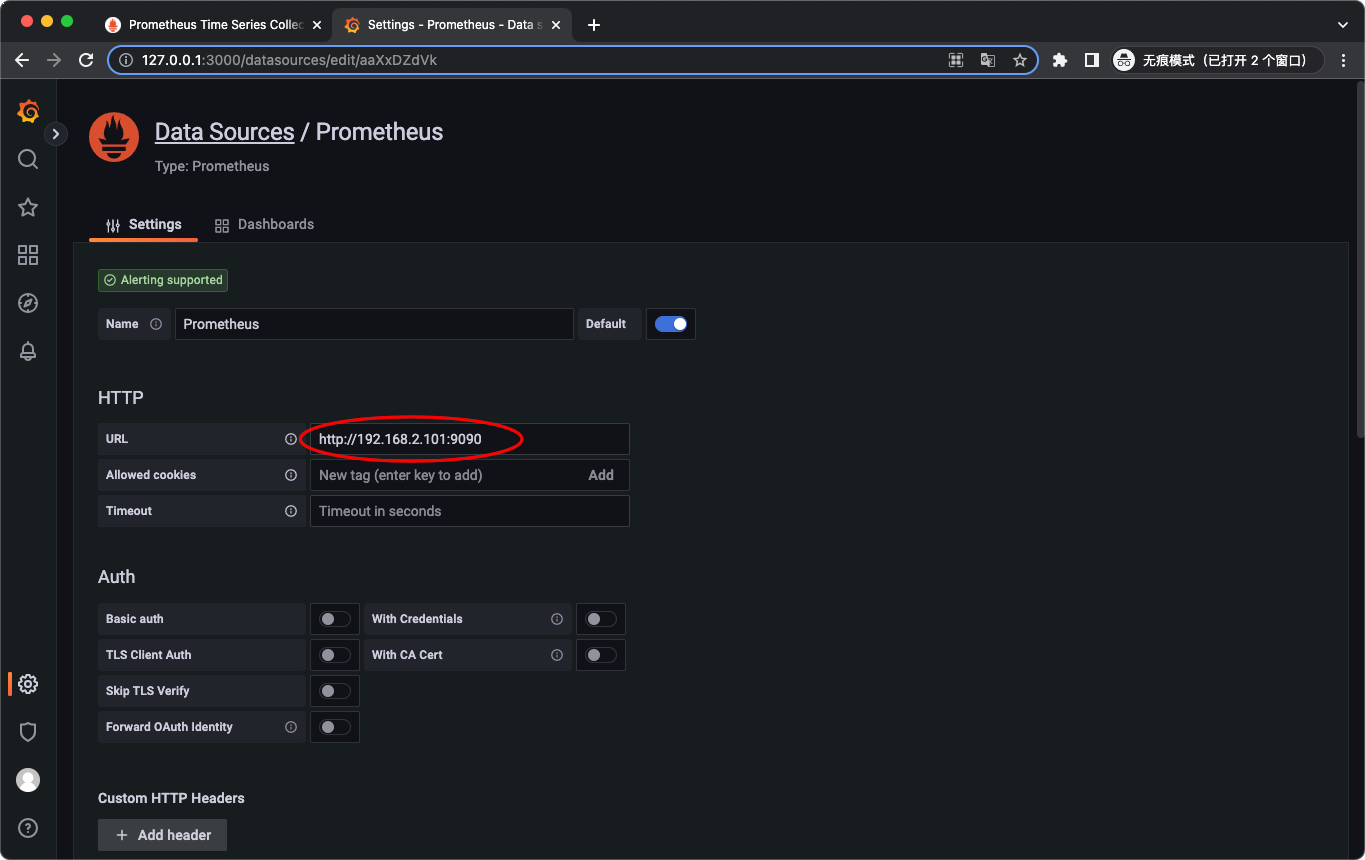 Prometheus Time Series Collec
Settings - Prometheus - Data s
127.0.0.1:3000/datasources/edit/aaXxDZdVk
无痕模式（已打开 2 个窗口）
Data Sources / Prometheus
Type: Prometheus
Settings
Dashboards
Alerting supported
Name
Prometheus
Default
HTTP
URL
http://192.168.2.101:9090
Allowed cookies
New tag (enter key to add)
Add
Timeout
Timeout in seconds
Auth
Basic auth
With Credentials
TLS Client Auth
With CA Cert
Skip TLS Verify
Forward OAuth Identity
Custom HTTP Headers
+ Add header